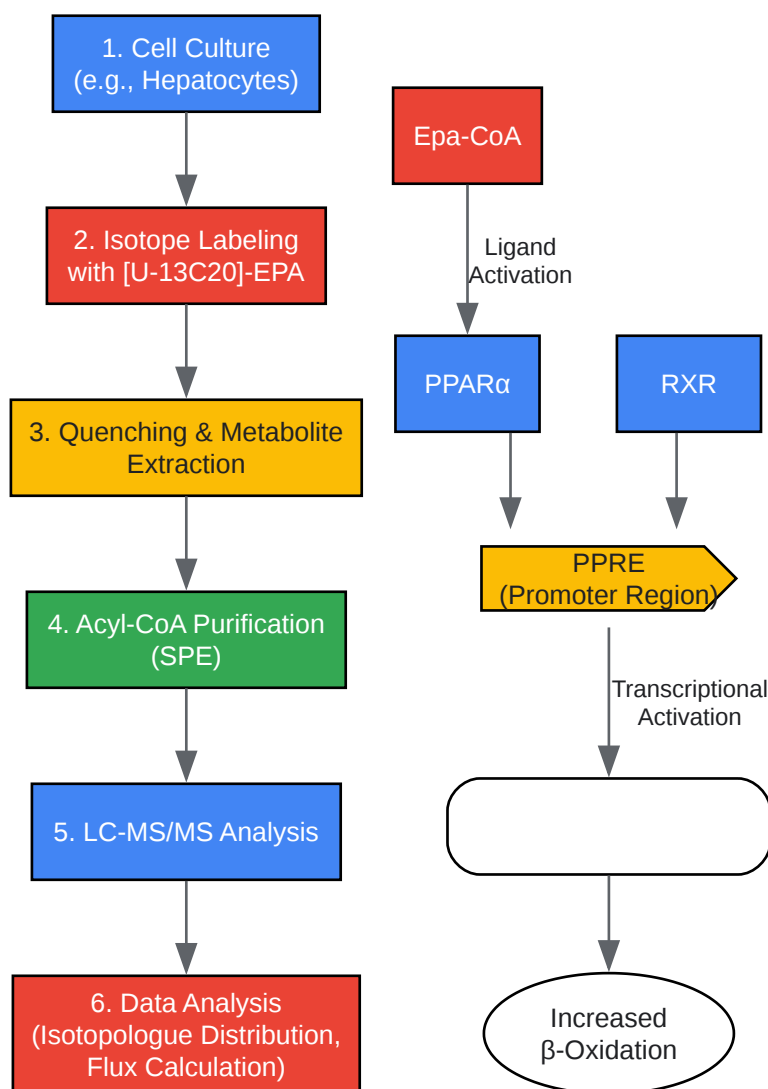 1. Cell Culture
(e.g., Hepatocytes)
2. Isotope Labeling
with [U-13C20]-EPA
3. Quenching & Metabolite
Extraction
4. Acyl-CoA Purification
(SPE)
5. LC-MS/MS Analysis
6. Data Analysis
(Isotopologue Distribution,
Flux Calculation)
Epa-CoA
Ligand
Activation
PPARα
RXR
PPRE
(Promoter Region)
Transcriptional
Activation
Increased
β-Oxidation